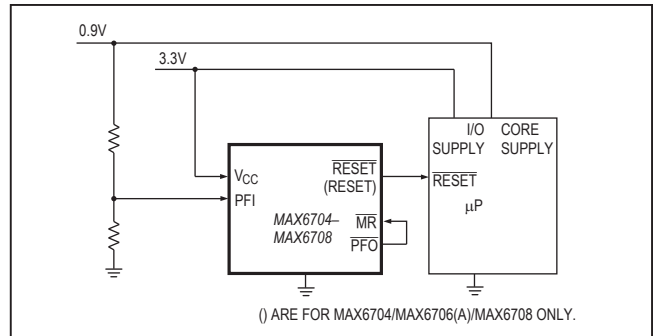 0.9V
3.3V
I/O SUPPLY
CORE SUPPLY
VCC
PFI
RESET
(RESET)
MAX6704–
MAX6708
MR
PFO
RESET
µP
() ARE FOR MAX6704/MAX6706(A)/MAX6708 ONLY.